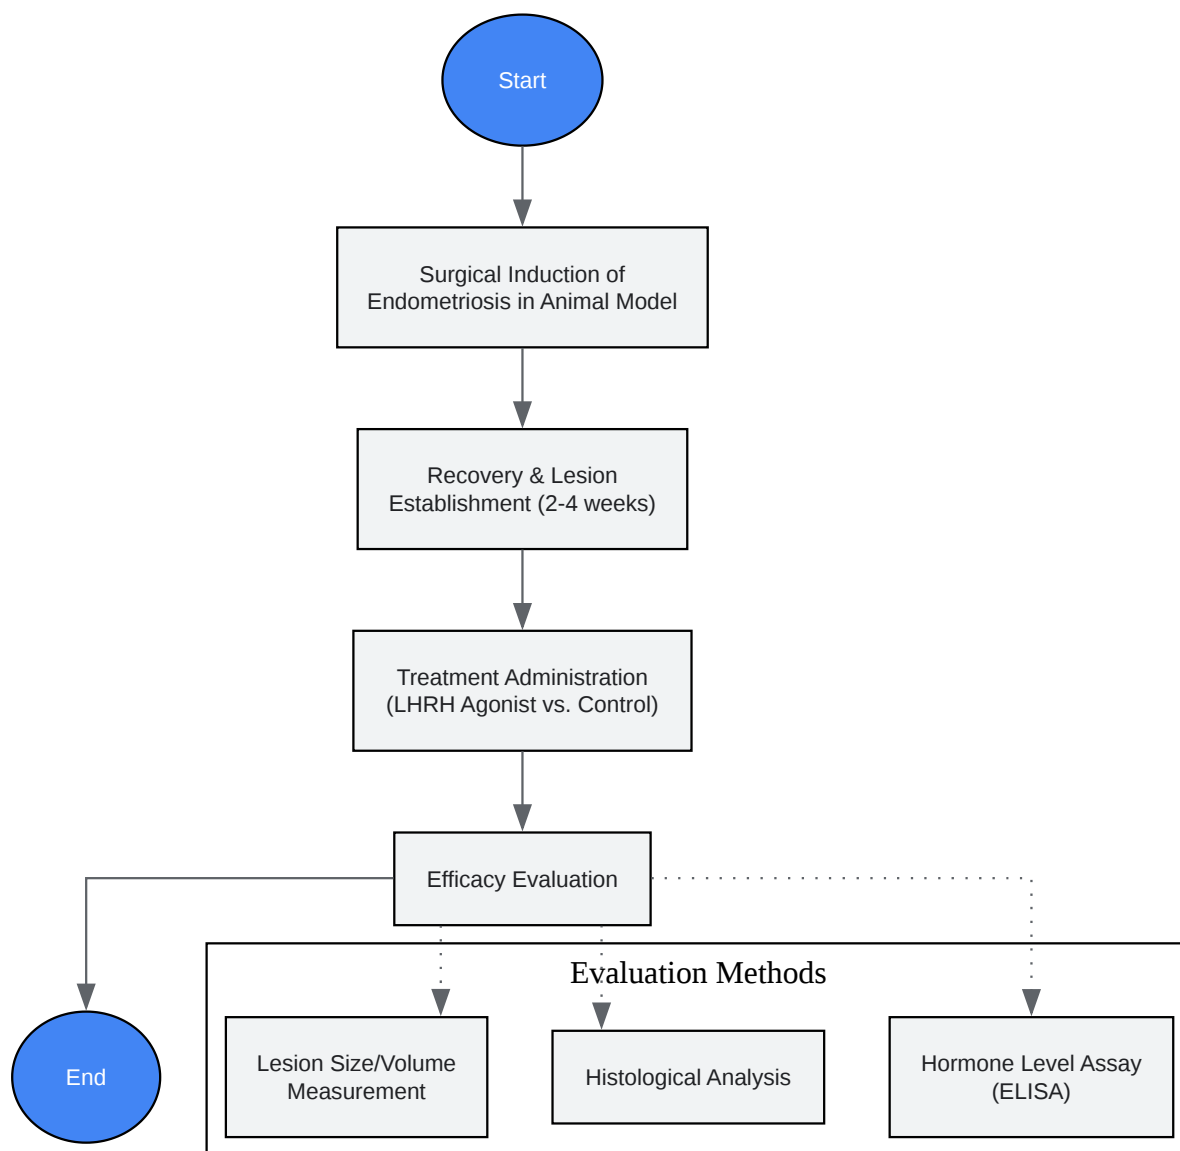 Start
Surgical Induction of
Endometriosis in Animal Model
Recovery & Lesion
Establishment (2-4 weeks)
Treatment Administration
(LHRH Agonist vs. Control)
Efficacy Evaluation
Evaluation Methods
End
Lesion Size/Volume
Measurement
Histological Analysis
Hormone Level Assay
(ELISA)